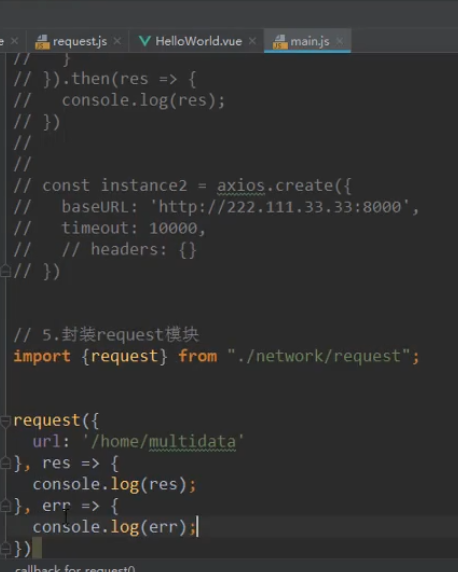 e × request.js × HelloWorld.vue × main.js ×
// }
// }).then(res => {
//   console.log(res);
// })
//
//
// const instance2 = axios.create({
//   baseURL: 'http://222.111.33.33:8000',
//   timeout: 10000,
//   // headers: {}
// })
// 5.封装request模块
import {request} from "./network/request";
request({
  url: '/home/multidata'
}, res => {
  console.log(res);
}, err => {
  console.log(err);
})
callback for request()